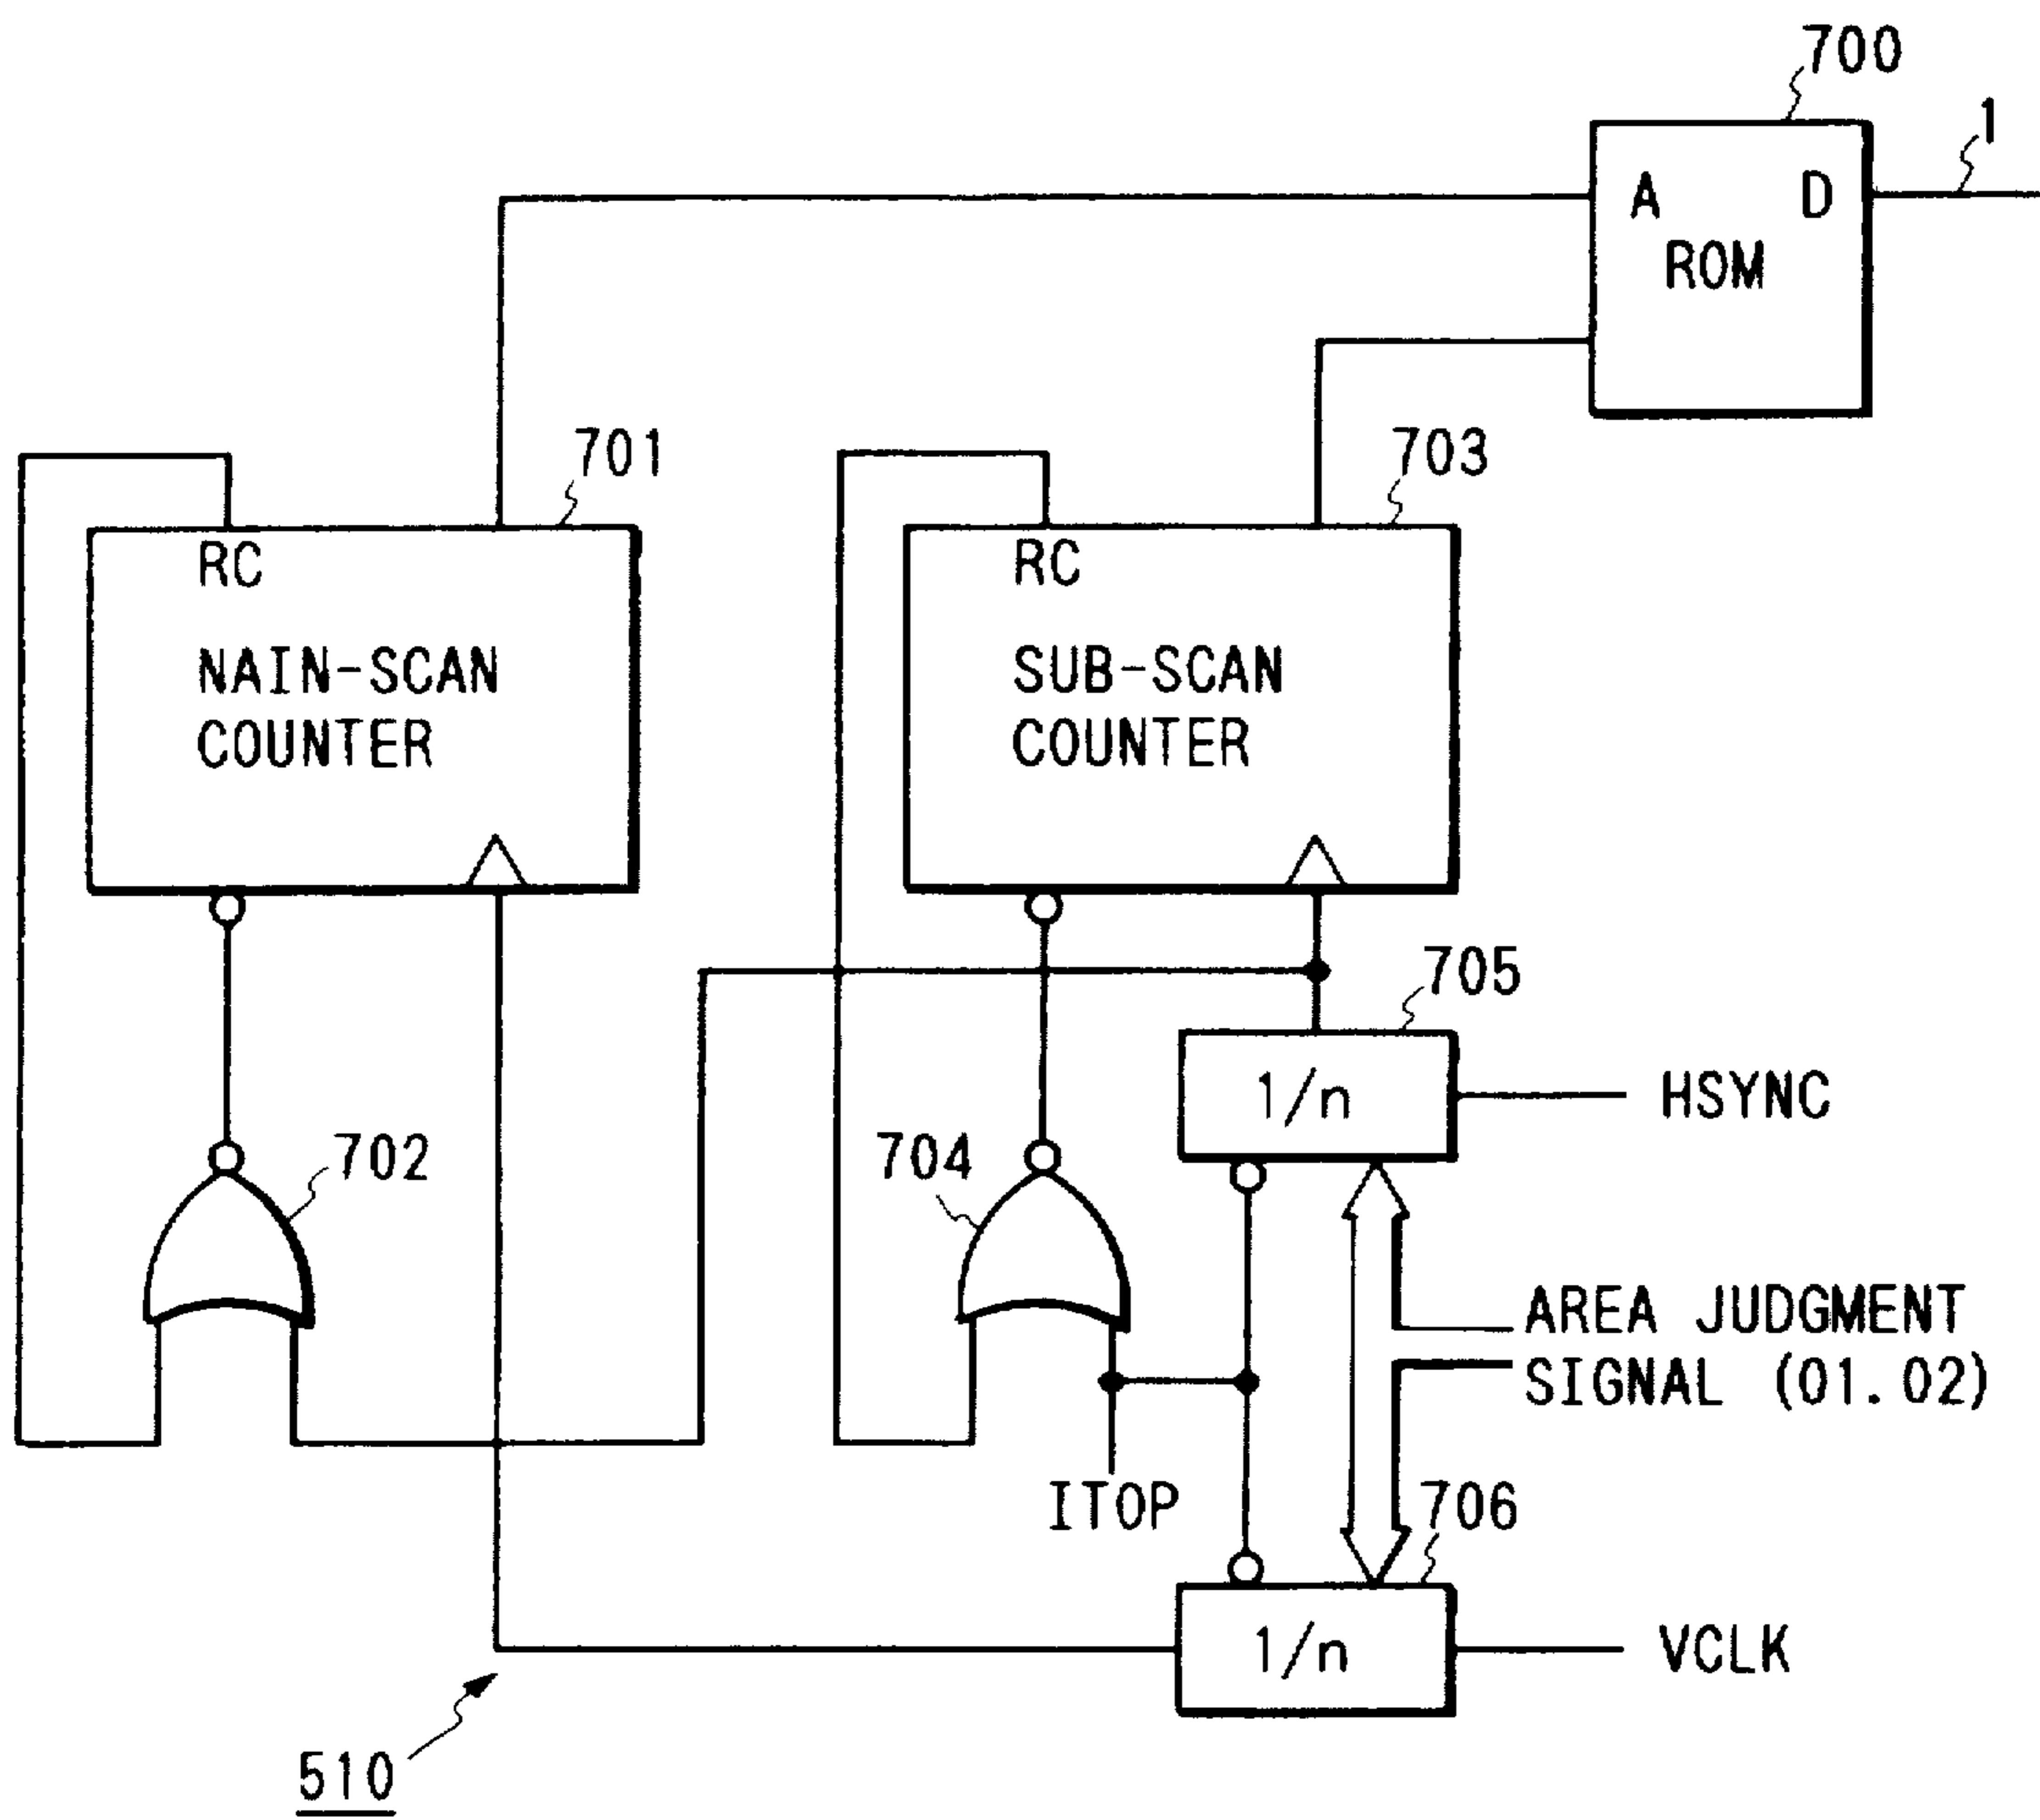 700
1
A D
ROM
701
703
RC
RC
NAIN-SCAN
COUNTER
SUB-SCAN
COUNTER
705
1/n
HSYNC
702
704
AREA JUDGMENT
SIGNAL (01.02)
ITOP
706
1/n
VCLK
510